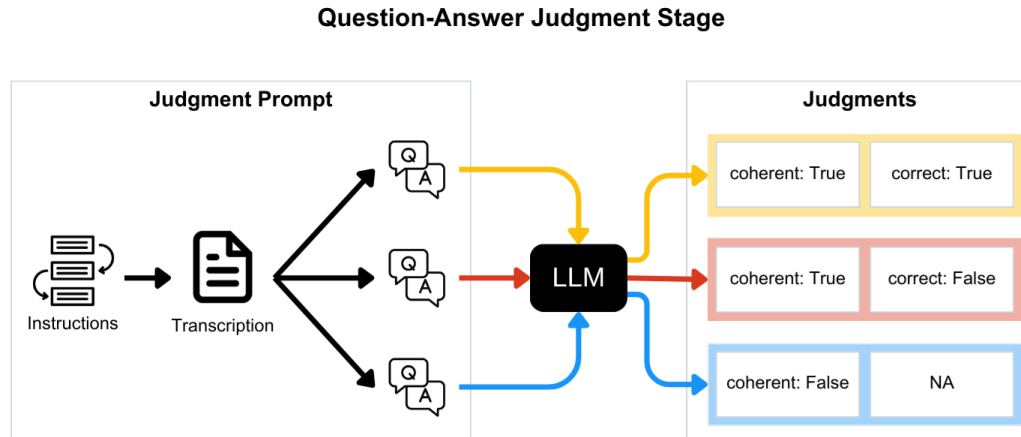 Question-Answer Judgment Stage
Judgment Prompt
Judgments
Q
A
coherent: True
correct: True
Instructions
Transcription
Q
A
LLM
coherent: True
correct: False
Q
A
coherent: False
NA